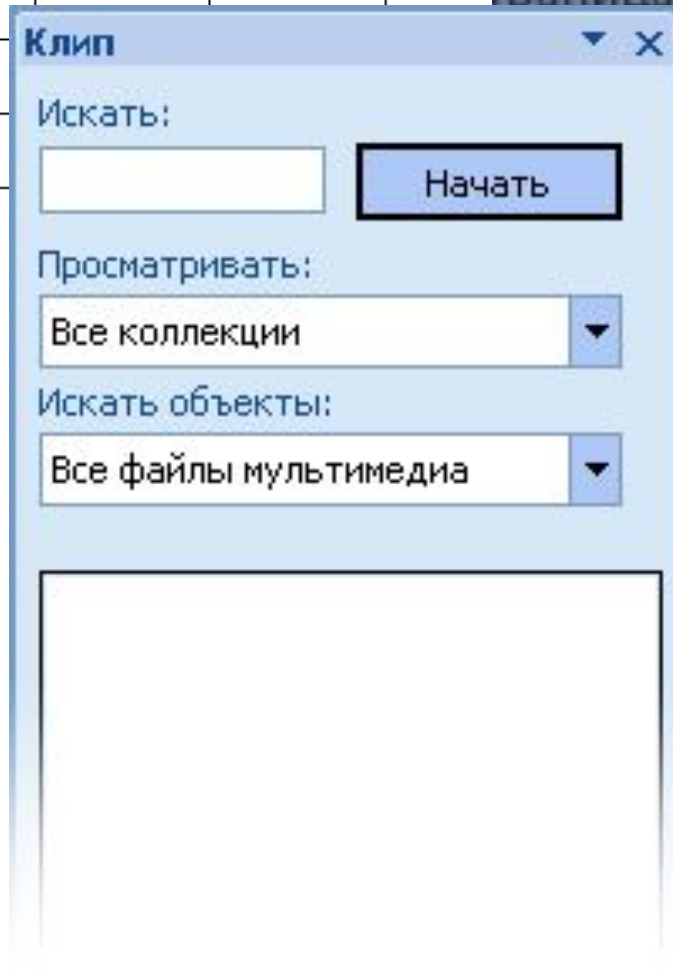 Клип
Искать:
Начать
Просматривать:
Все коллекции
Искать объекты:
Все файлы мультимедиа